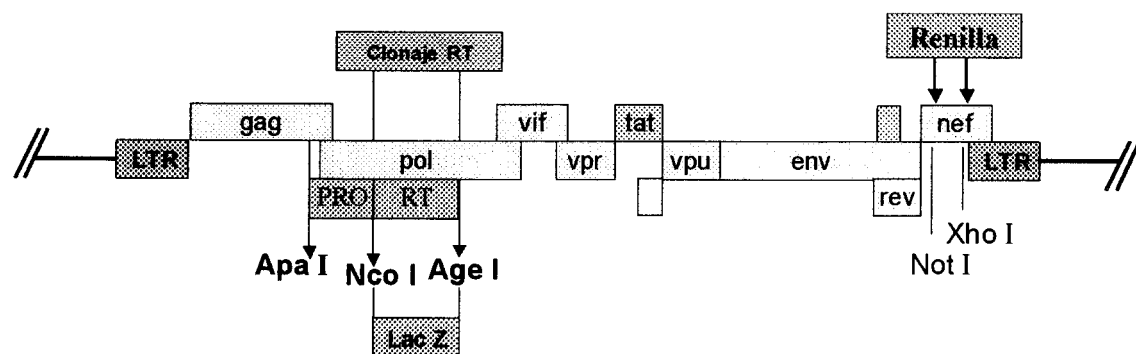 Clonaje RT
Renilla
gag
vif
tat
nef
LTR
pol
vpr
vpu
env
LTR
PRO
RT
rev
Apa I
Nco I
Age I
Xho I
Not I
Lac Z